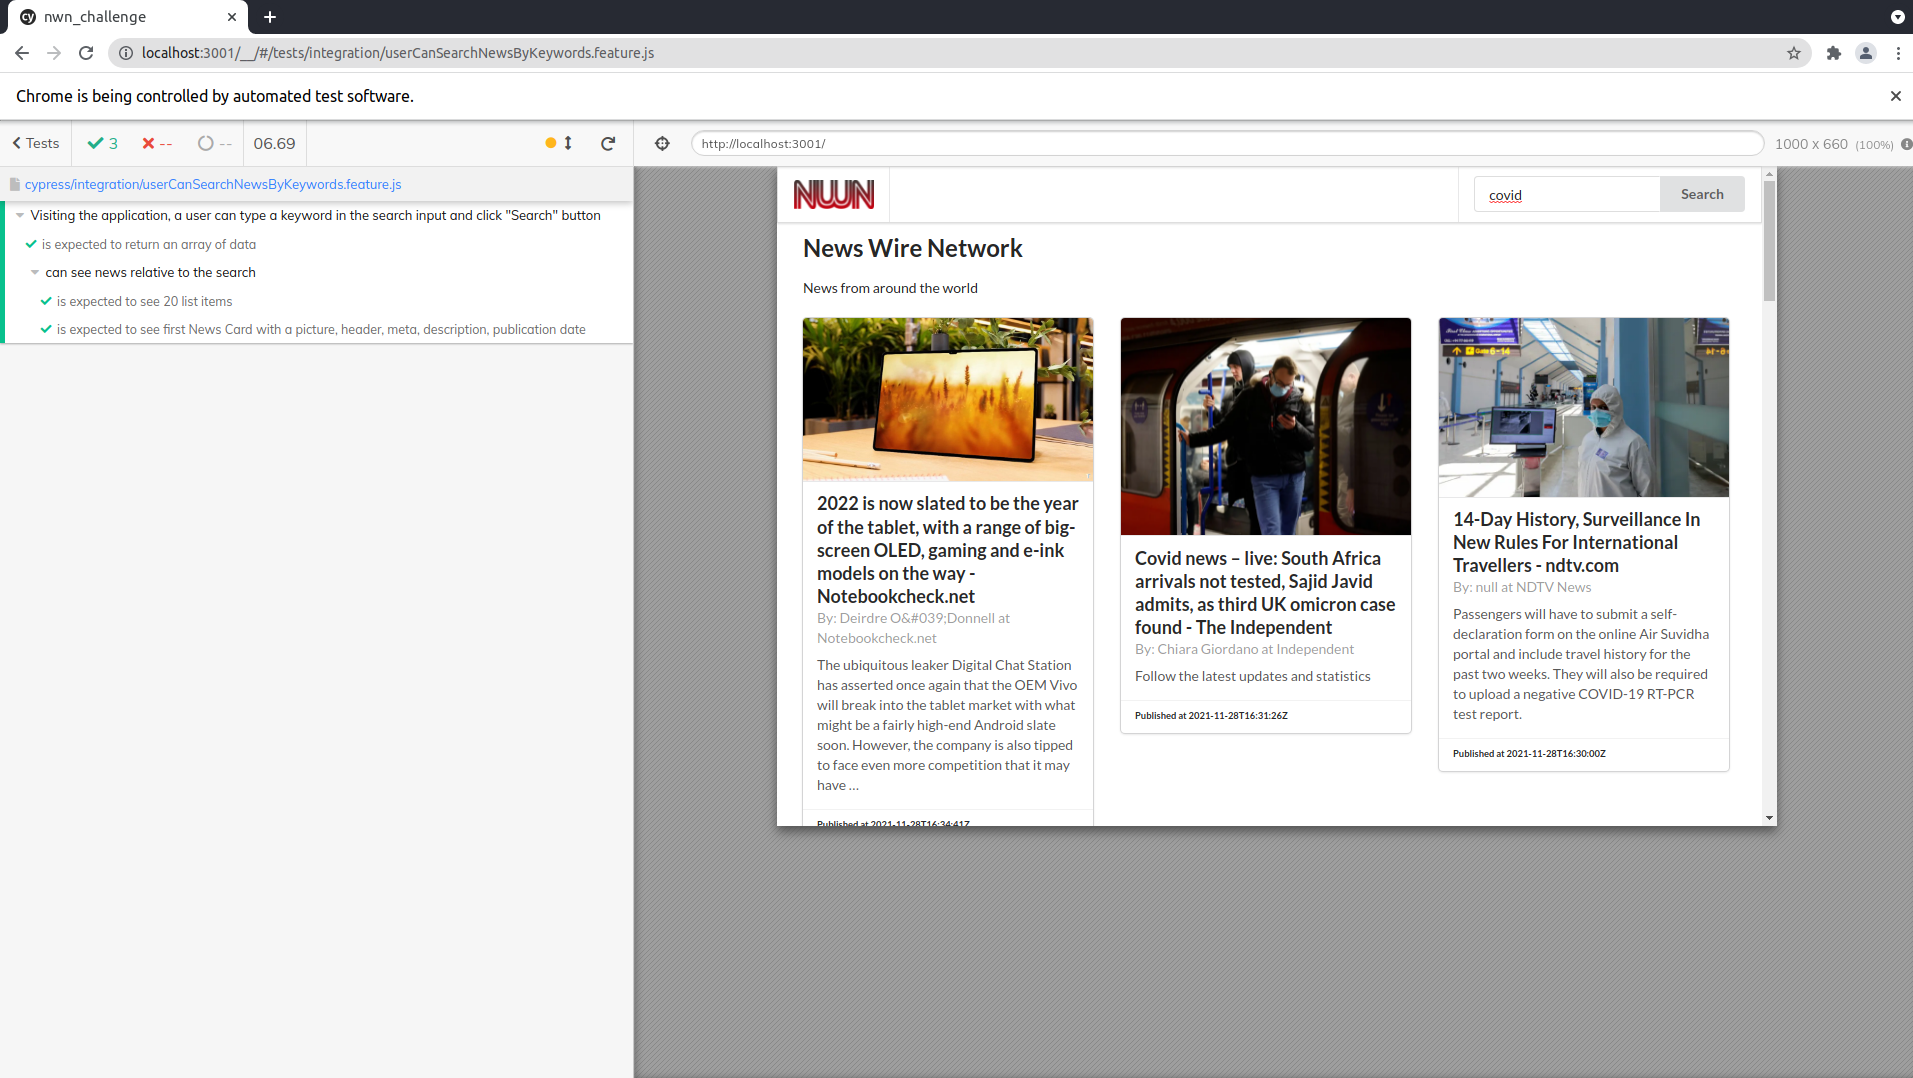 nwn_challenge
localhost:3001/__/#/tests/integration/userCanSearchNewsByKeywords.feature.js
Chrome is being controlled by automated test software.
Tests
3
--
--
06.69
http://localhost:3001/
1000 x 660 (100%)
cypress/integration/userCanSearchNewsByKeywords.feature.js
Visiting the application, a user can type a keyword in the search input and click "Search" button
is expected to return an array of data
can see news relative to the search
is expected to see 20 list items
is expected to see first News Card with a picture, header, meta, description, publication date
NWN
covid
Search
News Wire Network
News from around the world
2022 is now slated to be the year
of the tablet, with a range of big-
screen OLED, gaming and e-ink
models on the way -
Notebookcheck.net
By: Deirdre O&#039;Donnell at
Notebookcheck.net
The ubiquitous leaker Digital Chat Station
has asserted once again that the OEM Vivo
will break into the tablet market with what
might be a fairly high-end Android slate
soon. However, the company is also tipped
to face even more competition that it may
have …
Published at 2021-11-28T16:34:41Z
Covid news – live: South Africa
arrivals not tested, Sajid Javid
admits, as third UK omicron case
found - The Independent
By: Chiara Giordano at Independent
Follow the latest updates and statistics
Published at 2021-11-28T16:31:26Z
14-Day History, Surveillance In
New Rules For International
Travellers - ndtv.com
By: null at NDTV News
Passengers will have to submit a self-
declaration form on the online Air Suvidha
portal and include travel history for the
past two weeks. They will also be required
to upload a negative COVID-19 RT-PCR
test report.
Published at 2021-11-28T16:30:00Z